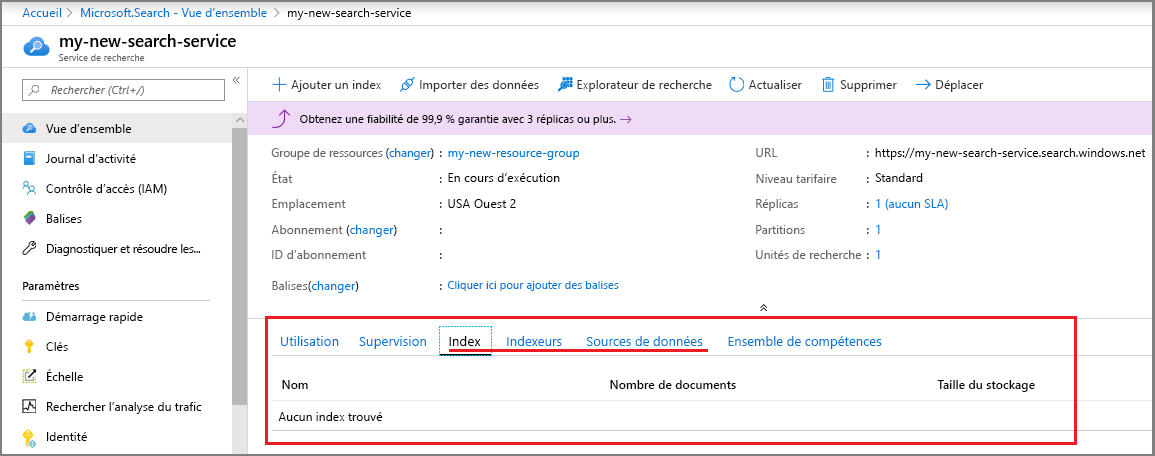 Accueil > Microsoft.Search - Vue d'ensemble > my-new-search-service
my-new-search-service
Service de recherche
Rechercher (Ctrl+/)
Vue d'ensemble
Journal d'activité
Contrôle d'accès (IAM)
Balises
Diagnostiquer et résoudre les...
Paramètres
Démarrage rapide
Clés
Échelle
Rechercher l'analyse du trafic
Identité
Ajouter un index Importer des données Explorateur de recherche Actualiser Supprimer Déplacer
Obtenez une fiabilité de 99,9 % garantie avec 3 réplicas ou plus. →
Groupe de ressources (changer) : my-new-resource-group
État : En cours d'exécution
Emplacement : USA Ouest 2
Abonnement (changer) :
ID d'abonnement :
Balises(changer) : Cliquer ici pour ajouter des balises
URL : https://my-new-search-service.search.windows.net
Niveau tarifaire : Standard
Réplicas : 1 (aucun SLA)
Partitions : 1
Unités de recherche : 1
Utilisation Supervision Index Indexeurs Sources de données Ensemble de compétences
Nom Nombre de documents Taille du stockage
Aucun index trouvé